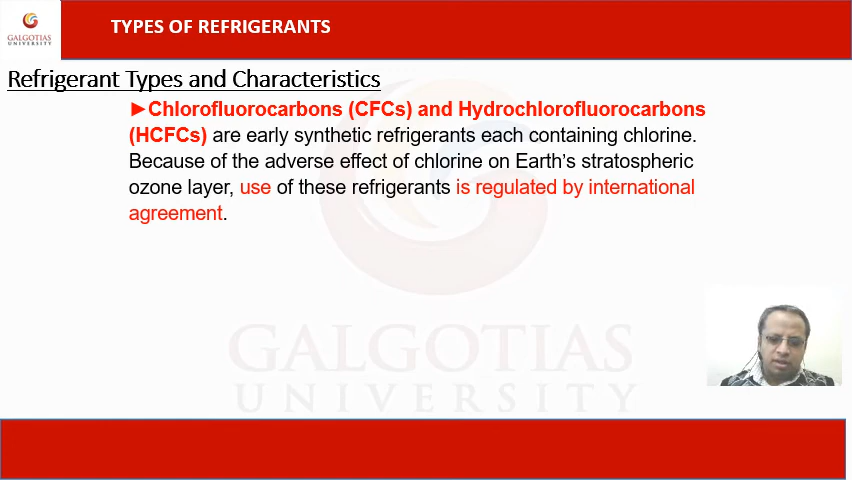 GALGOTIAS
UNIVERSITY
TYPES OF REFRIGERANTS
Refrigerant Types and Characteristics
►Chlorofluorocarbons (CFCs) and Hydrochlorofluorocarbons
(HCFCs) are early synthetic refrigerants each containing chlorine.
Because of the adverse effect of chlorine on Earth’s stratospheric
ozone layer, use of these refrigerants is regulated by international
agreement.
GALGOTIAS
UNIVERSITY